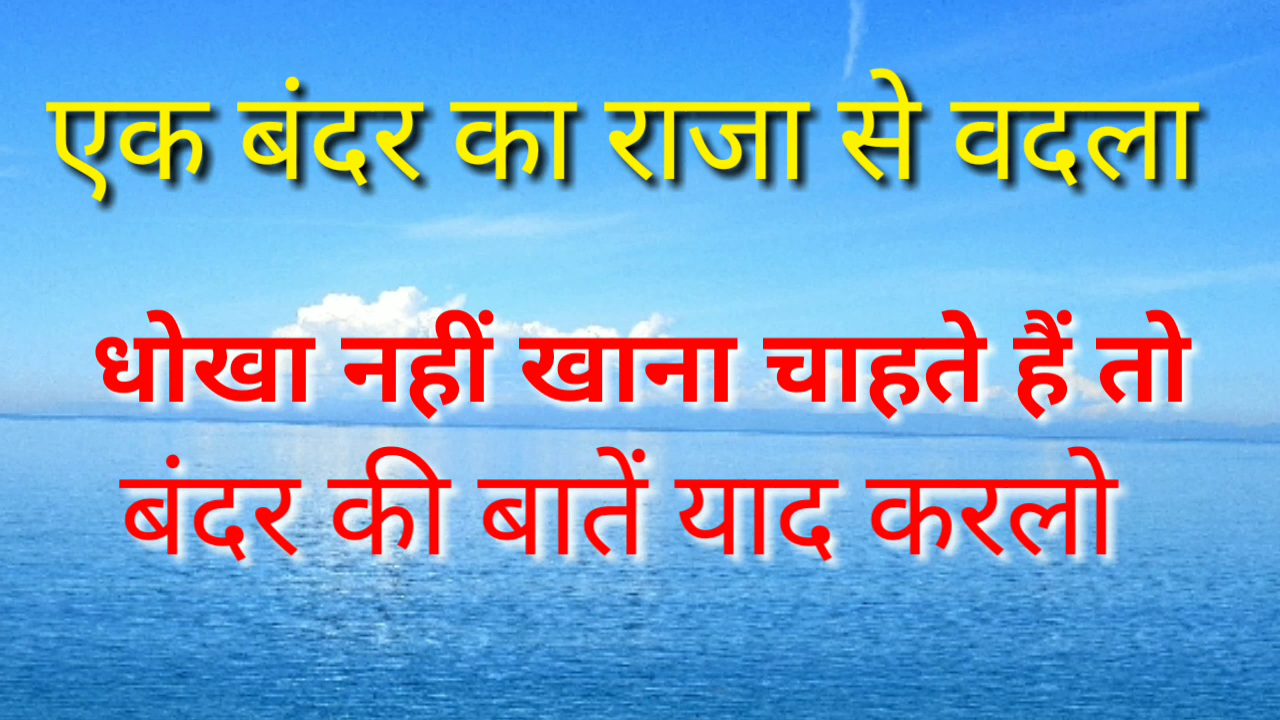 एक बंदर का राजा से वदला
धोखा नहीं खाना चाहते हैं तो
बंदर की बातें याद करलो